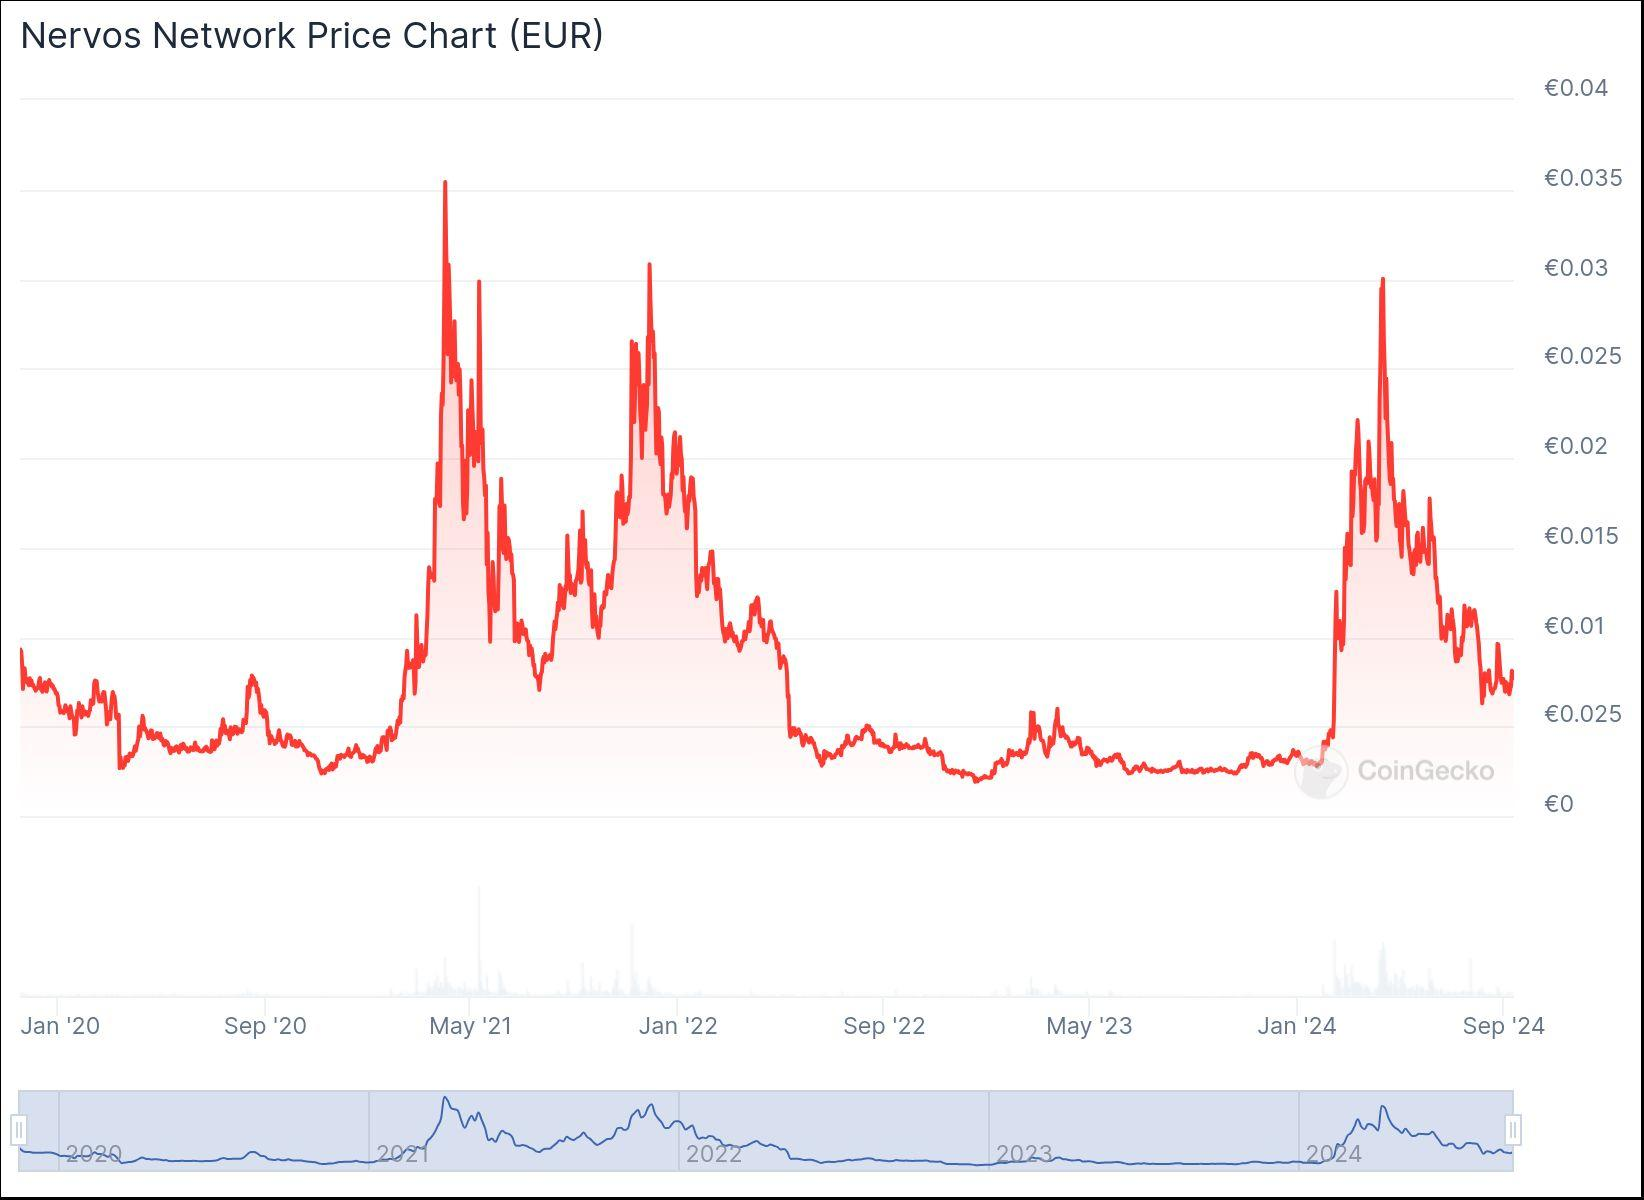 Nervos Network Price Chart (EUR)
€0.04
€0.035
€0.03
€0.025
€0.02
€0.015
€0.01
€0.025
€0
CoinGecko
Jan '20 Sep '20 May '21 Jan '22 Sep '22 May '23 Jan '24 Sep '24
2020 2021 2022 2023 2024